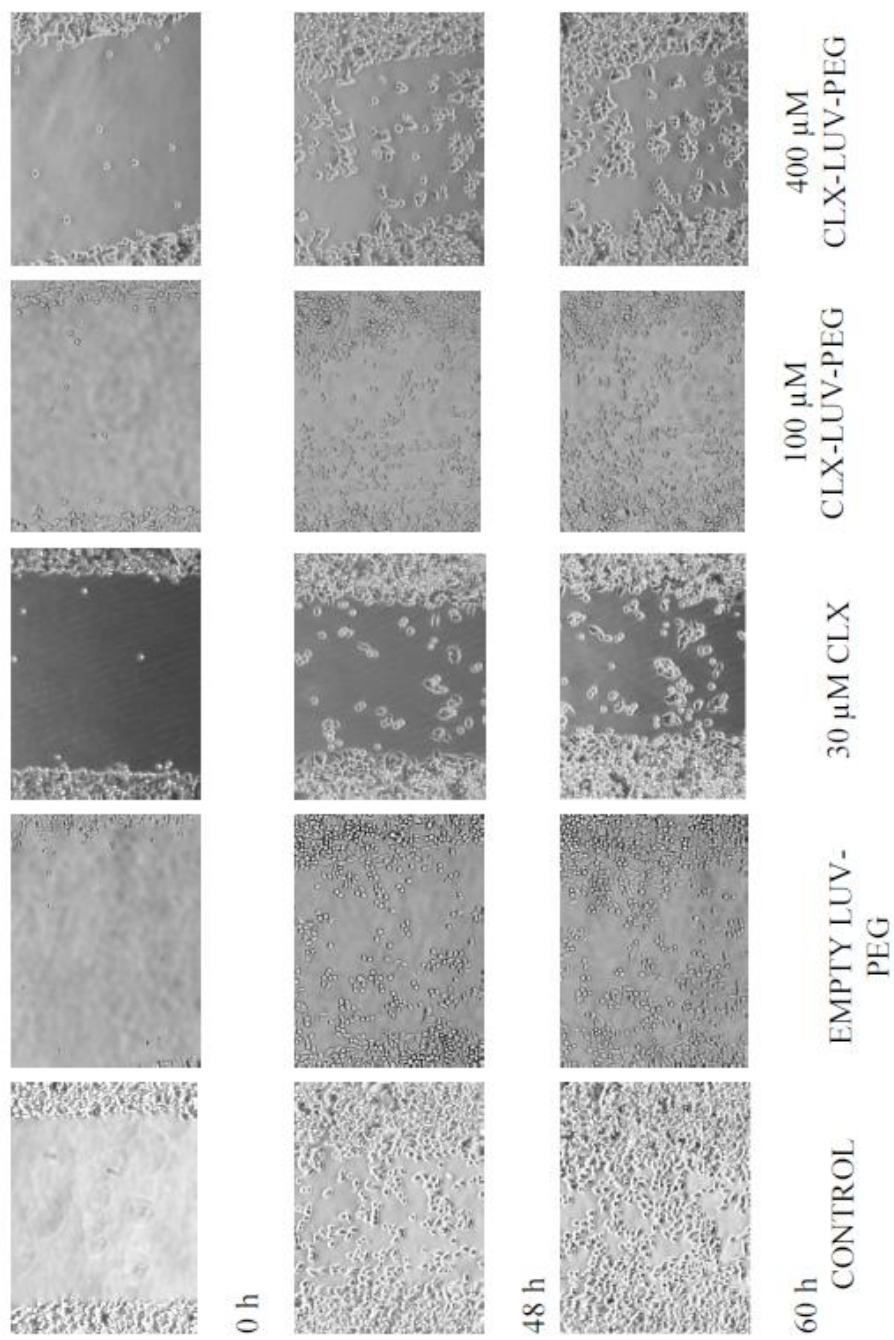 0 h
48 h
60 h
CONTROL
EMPTY LUV-
PEG
30 µM CLX
100 µM
CLX-LUV-PEG
400 µM
CLX-LUV-PEG